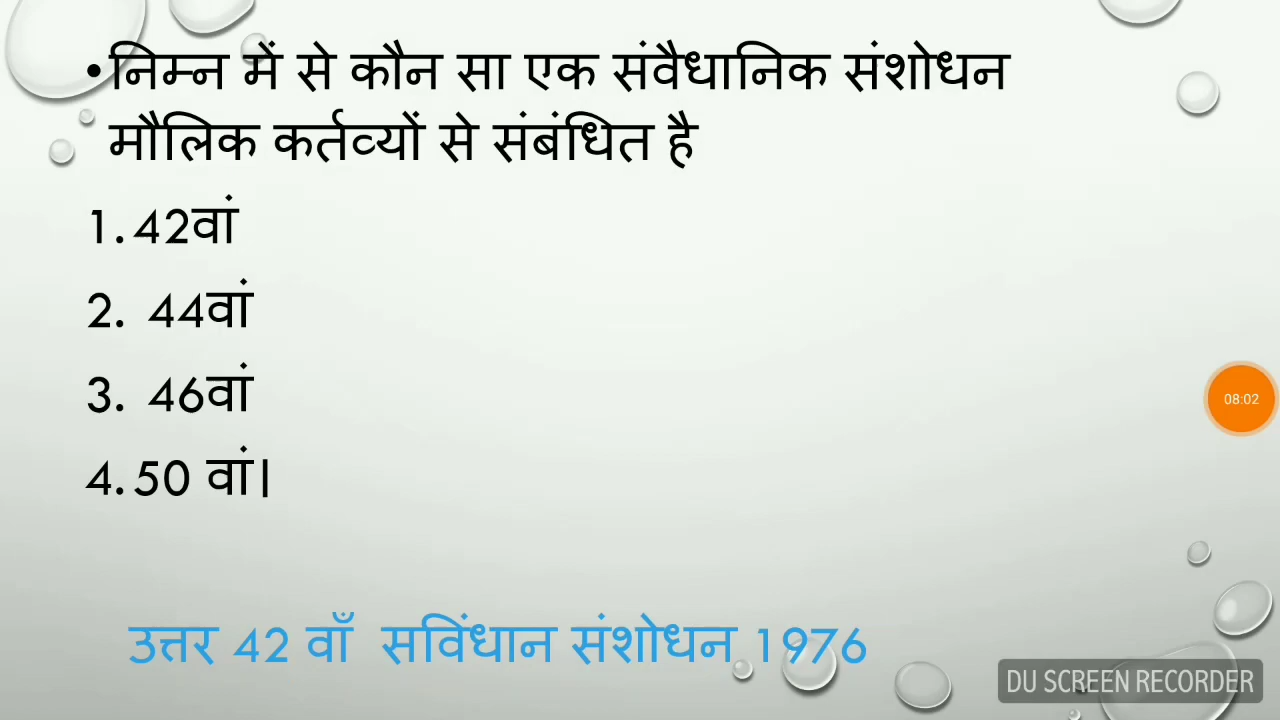 •निम्न में से कौन सा एक संवैधानिक संशोधन
मौलिक कर्तव्यों से संबंधित है
1. 42वां
2. 44वां
3. 46वां
08:02
4. 50 वां।
उत्तर 42 वाँ सविंधान संशोधन 1976
DU SCREEN RECORDER